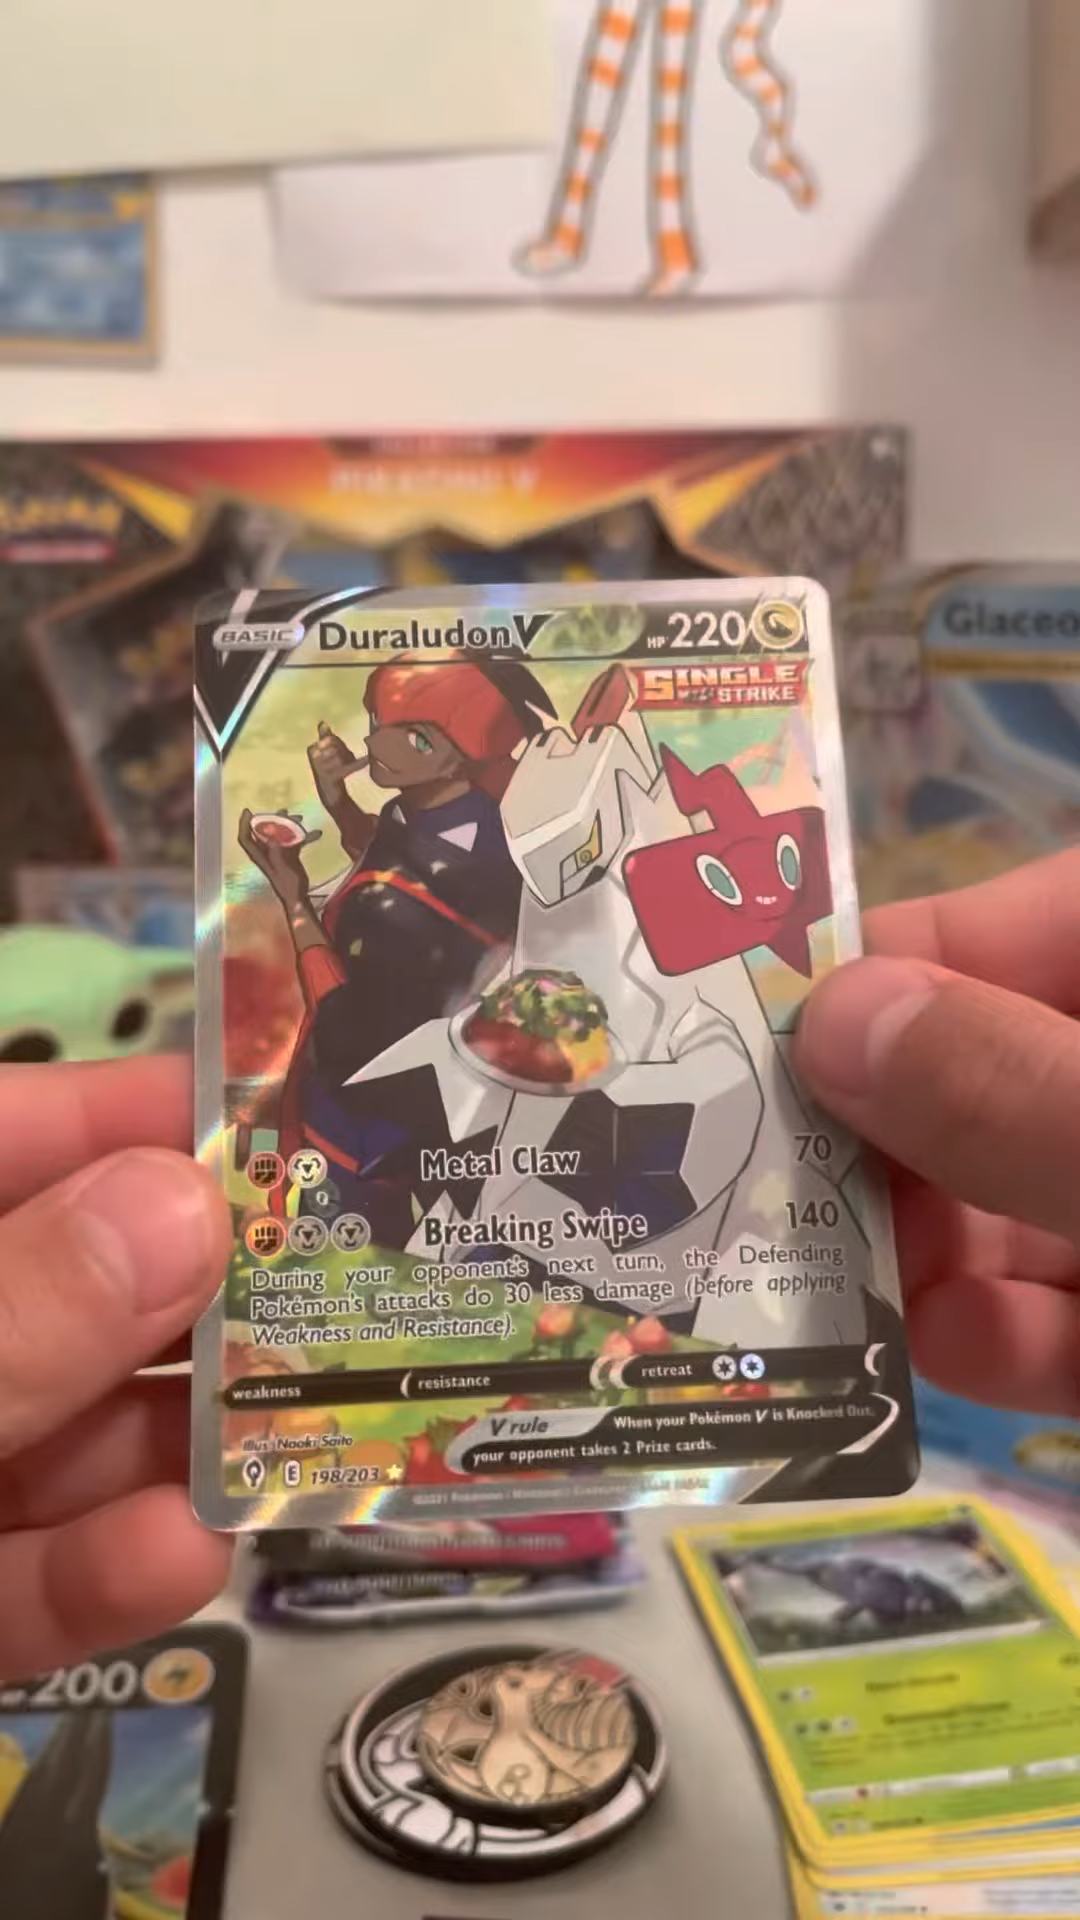 BASIC DuraludonV HP 220
SINGLE
STRIKE
Glaceo
Metal Claw 70
Breaking Swipe 140
During your opponent's next turn, the Defending
Pokémon's attacks do 30 less damage (before applying
Weakness and Resistance).
weakness resistance retreat
V rule When your Pokémon V is Knocked Out,
your opponent takes 2 Prize cards.
Illus. Naoki Saito
E 198/203
200